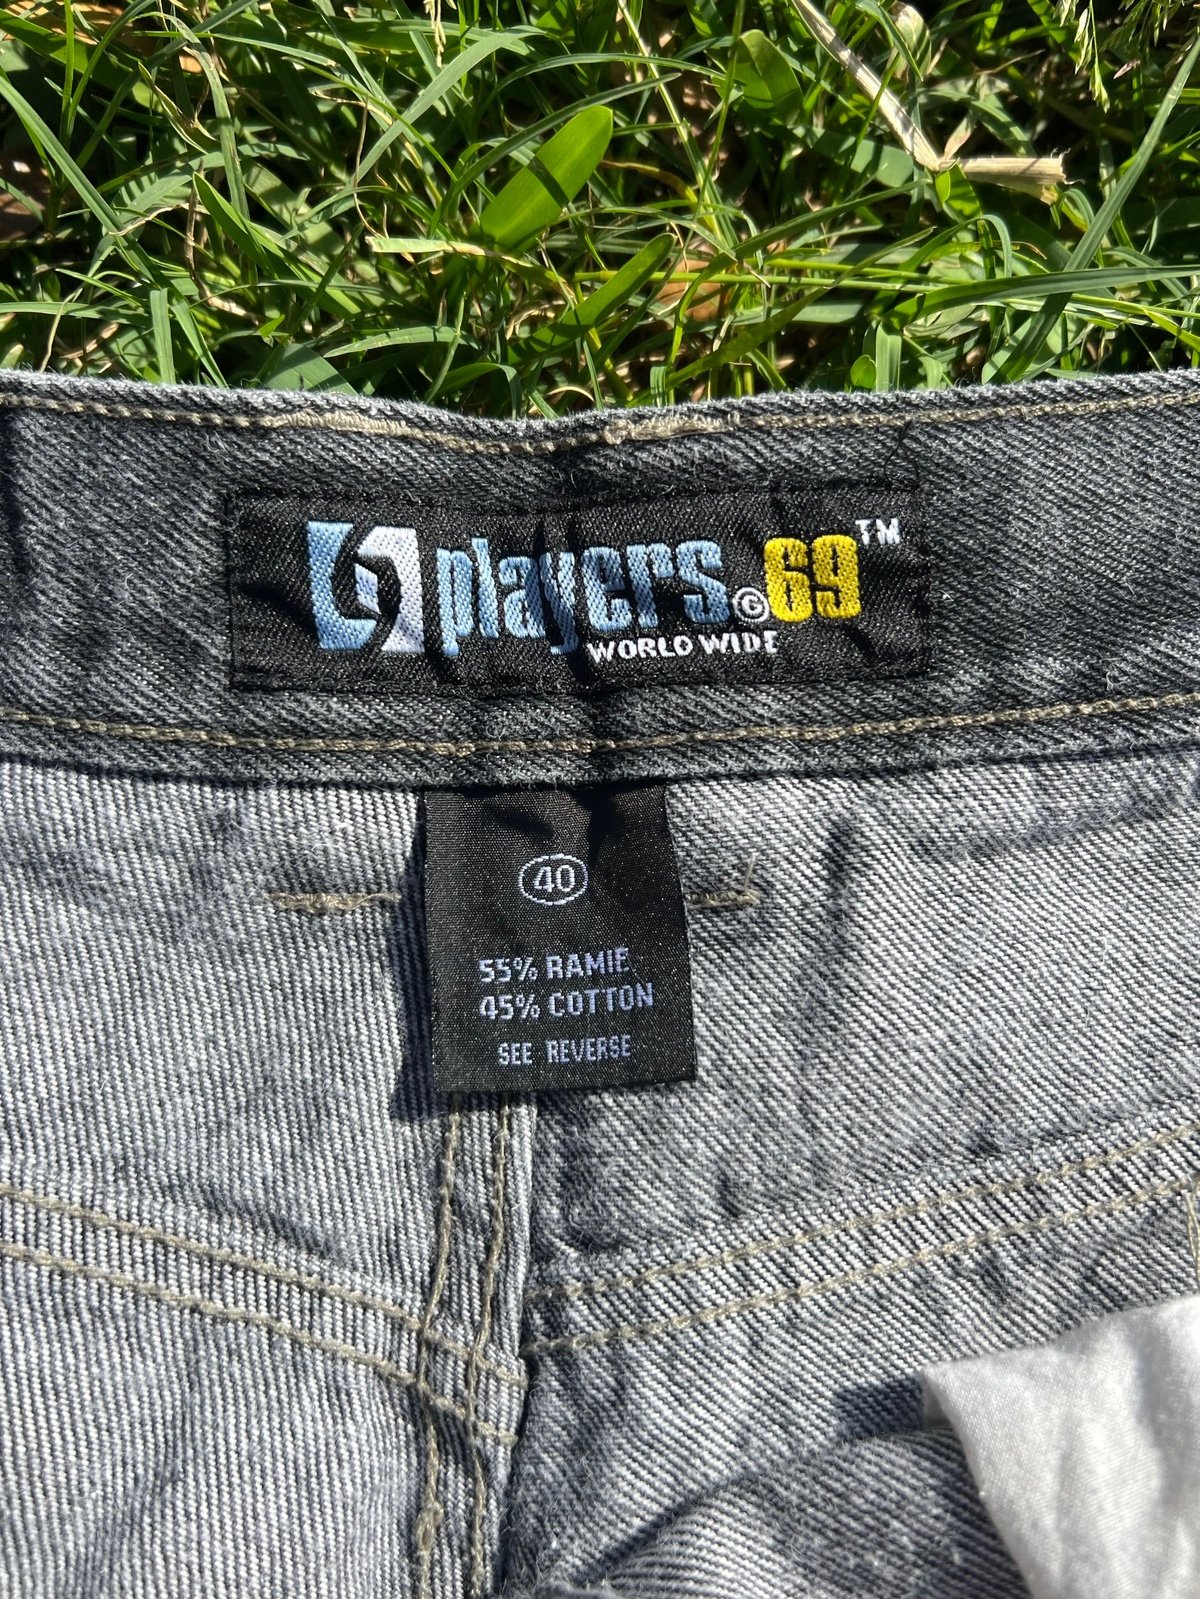 players©69™
WORLD WIDE
40
55% RAMIE
45% COTTON
SEE REVERSE